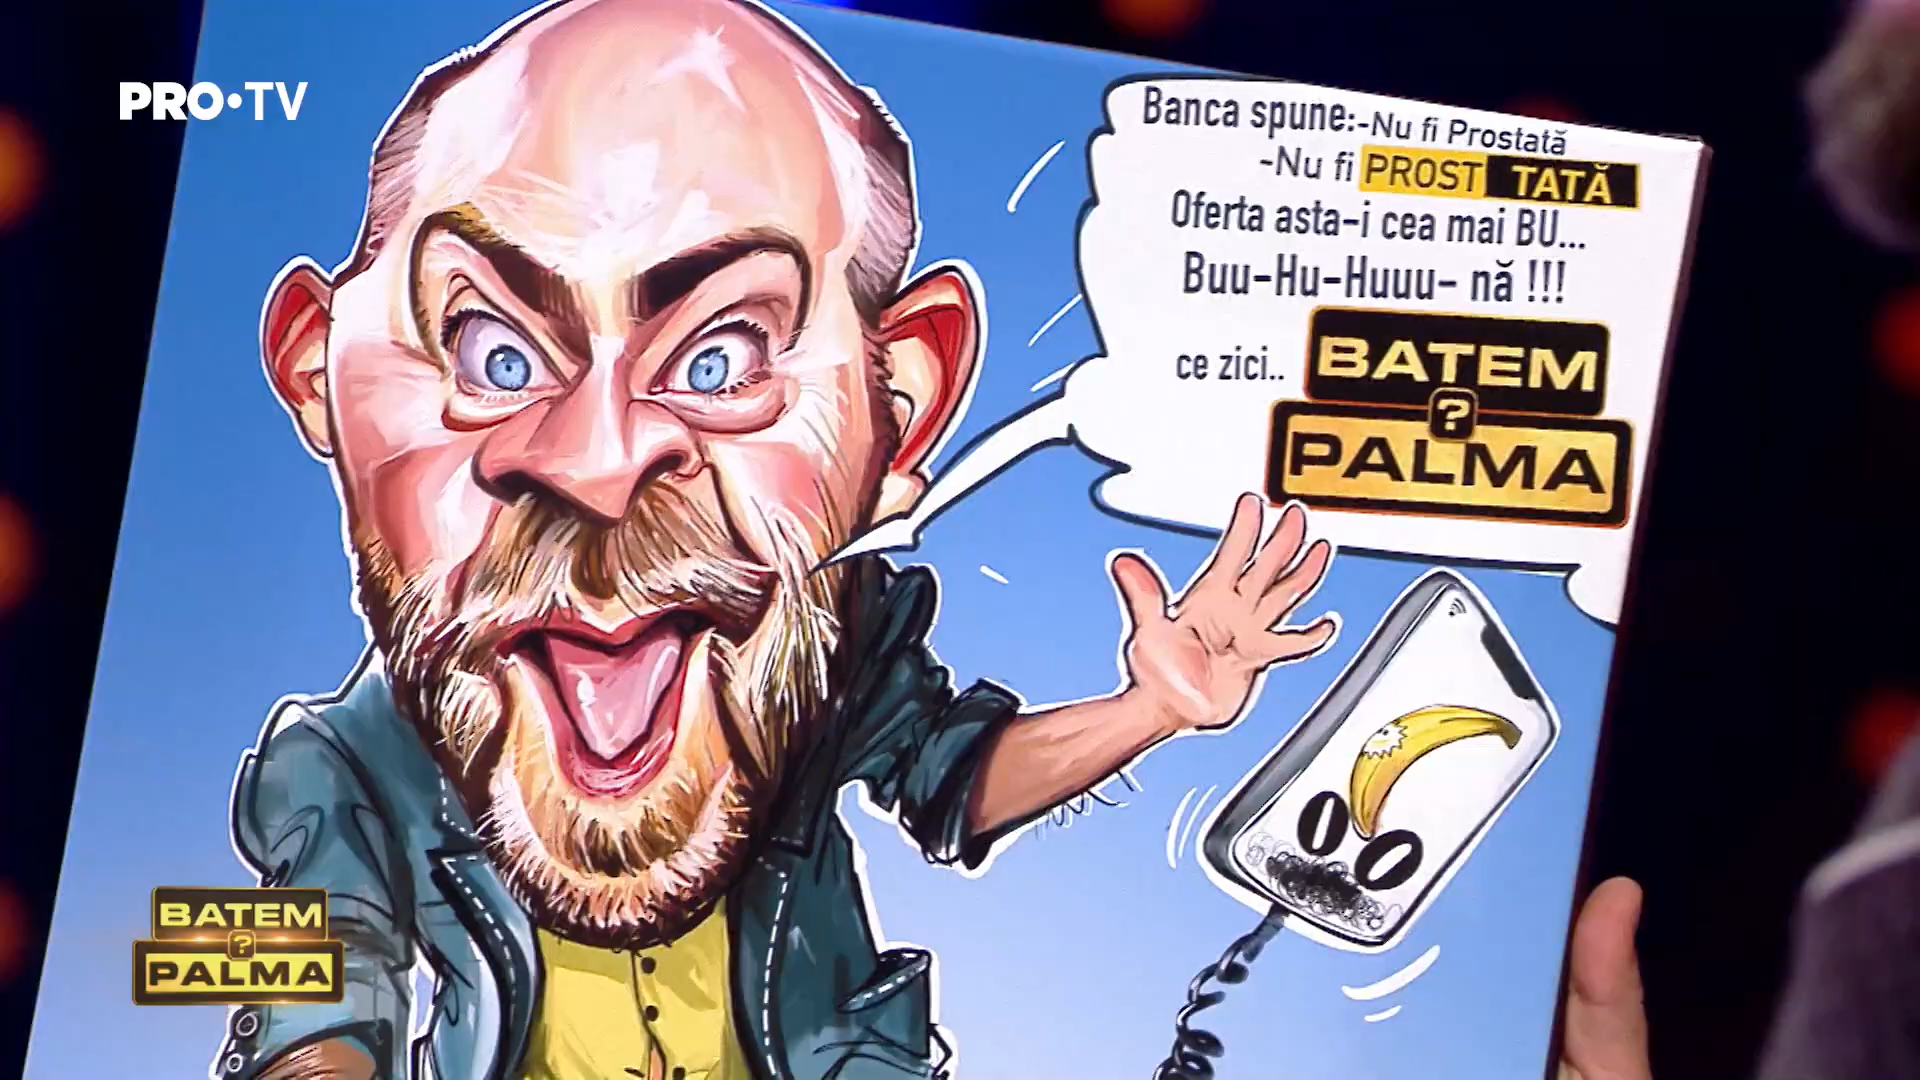 PRO•TV
Banca spune:-Nu fi Prostată
-Nu fi PROST TATĂ
Oferta asta-i cea mai BU...
Buu-Hu-Huuu- nă !!!
ce zici..
BATEM
?
PALMA
BATEM
?
PALMA